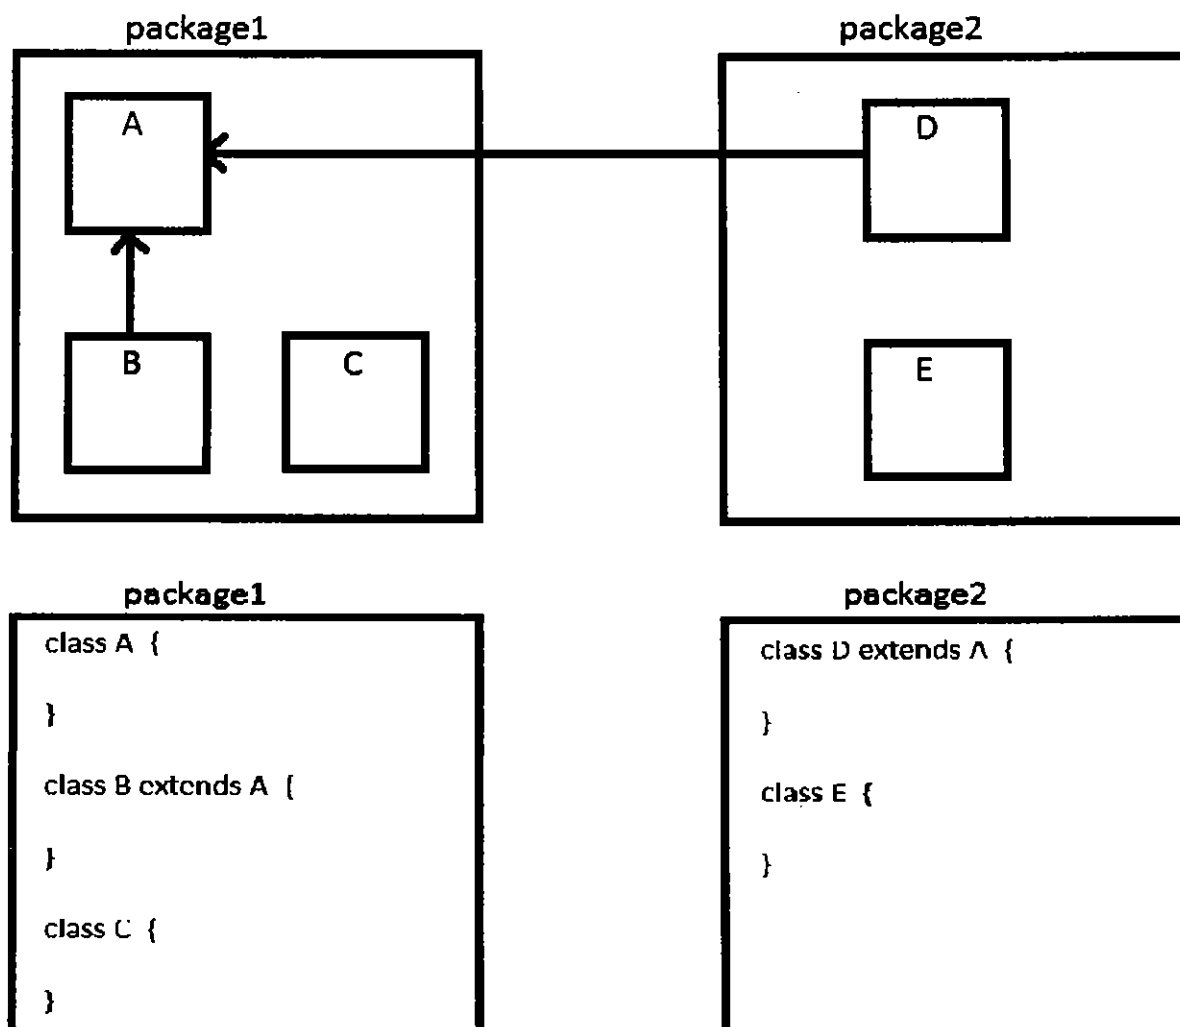 package1
package2
A
D
B
C
E
package1
package2
class A {
}
class B extends A {
}
class C {
}
class D extends A {
}
class E {
}